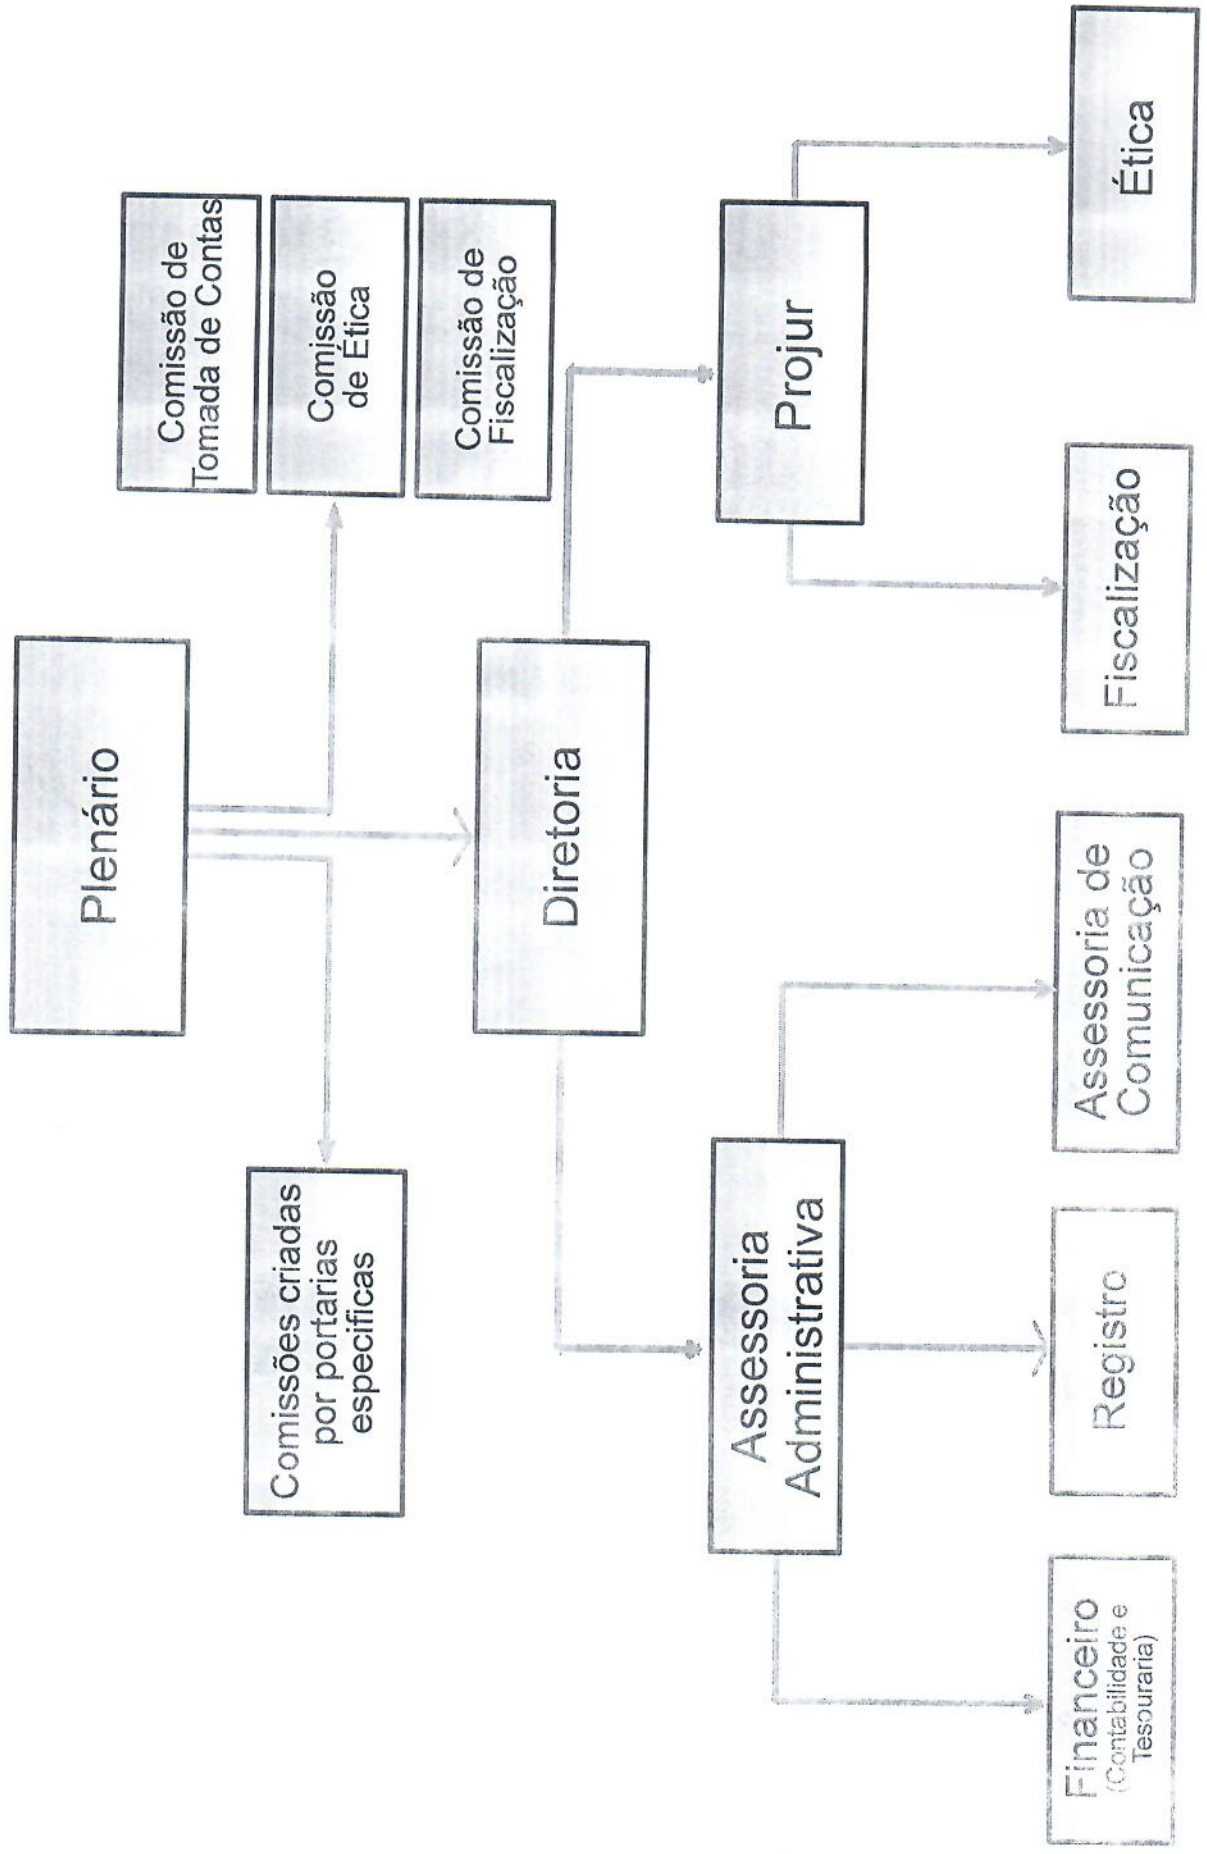 Plenário
Comissão de
Tomada de Contas
Comissão
de Ética
Comissão de
Fiscalização
Comissões criadas
por portarias
especificas
Diretoria
Assessoria
Administrativa
Projur
Financeiro
(Contabilidade e
Tesouraria)
Registro
Assessoria de
Comunicação
Fiscalização
Ética